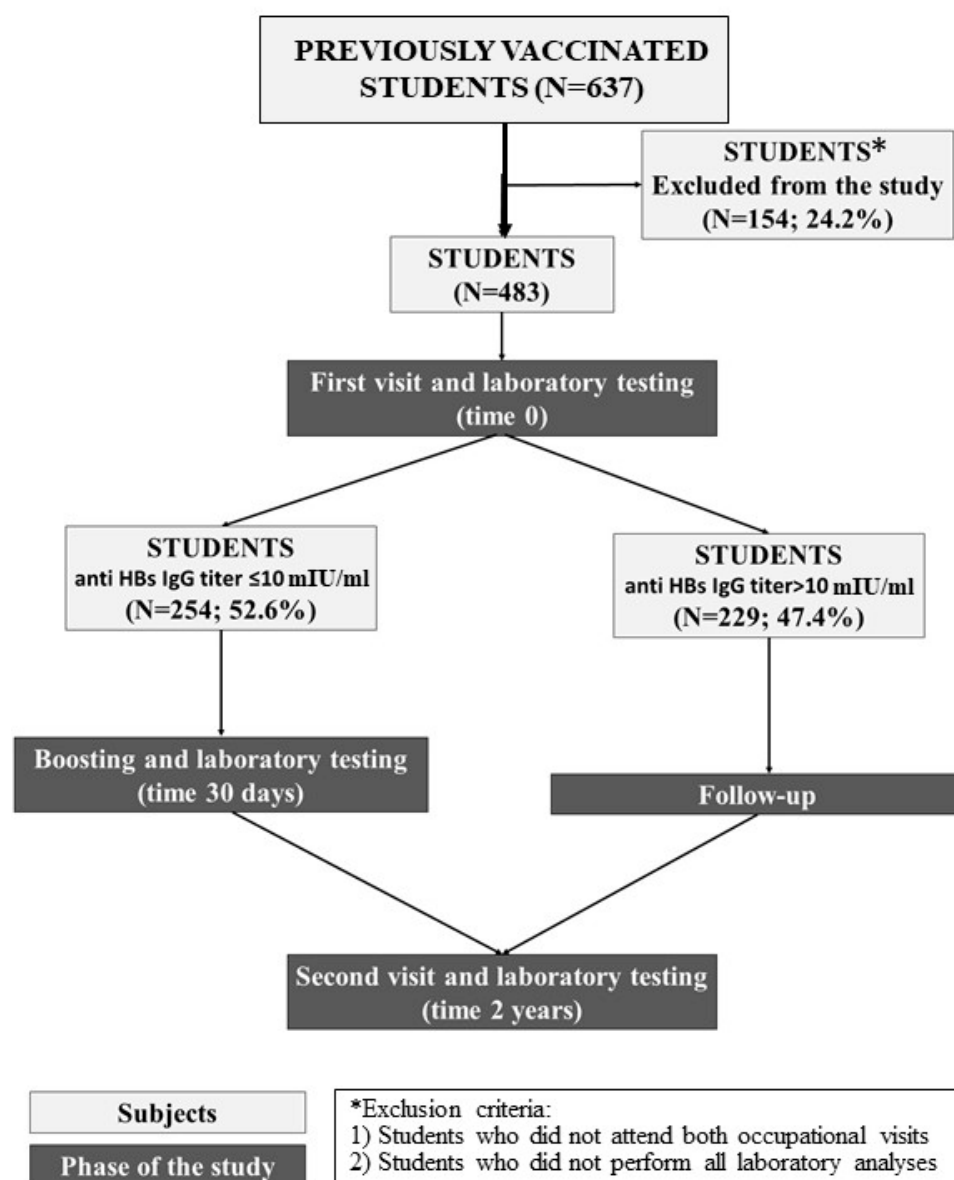 PREVIOUSLY VACCINATED
STUDENTS (N=637)
STUDENTS*
Excluded from the study
(N=154; 24.2%)
STUDENTS
(N=483)
First visit and laboratory testing
(time 0)
STUDENTS
anti HBs IgG titer ≤10 mIU/ml
(N=254; 52.6%)
STUDENTS
anti HBs IgG titer>10 mIU/ml
(N=229; 47.4%)
Boosting and laboratory testing
(time 30 days)
Follow-up
Second visit and laboratory testing
(time 2 years)
Subjects
Phase of the study
*Exclusion criteria:
1) Students who did not attend both occupational visits
2) Students who did not perform all laboratory analyses